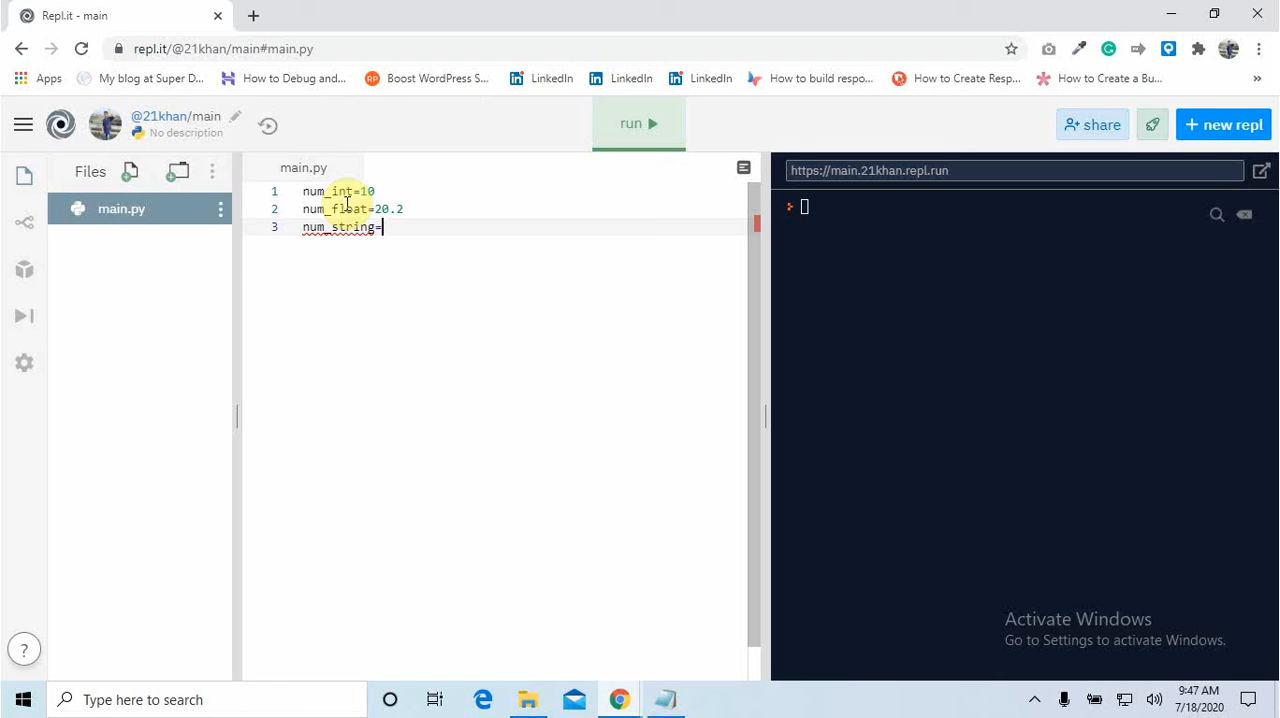 Repl.it - main
repl.it/@21khan/main#main.py
Apps
My blog at Super D...
How to Debug and...
Boost WordPress S...
LinkedIn
LinkedIn
LinkedIn
How to build respo...
How to Create Resp...
How to Create a Bu...
»
@21khan/main
No description
run
share
+ new repl
Files
main.py
main.py
https://main.21khan.repl.run
1 num_int=10
2 num_float=20.2
3 num_string=
>
?
Activate Windows
Go to Settings to activate Windows.
Type here to search
9:47 AM
7/18/2020